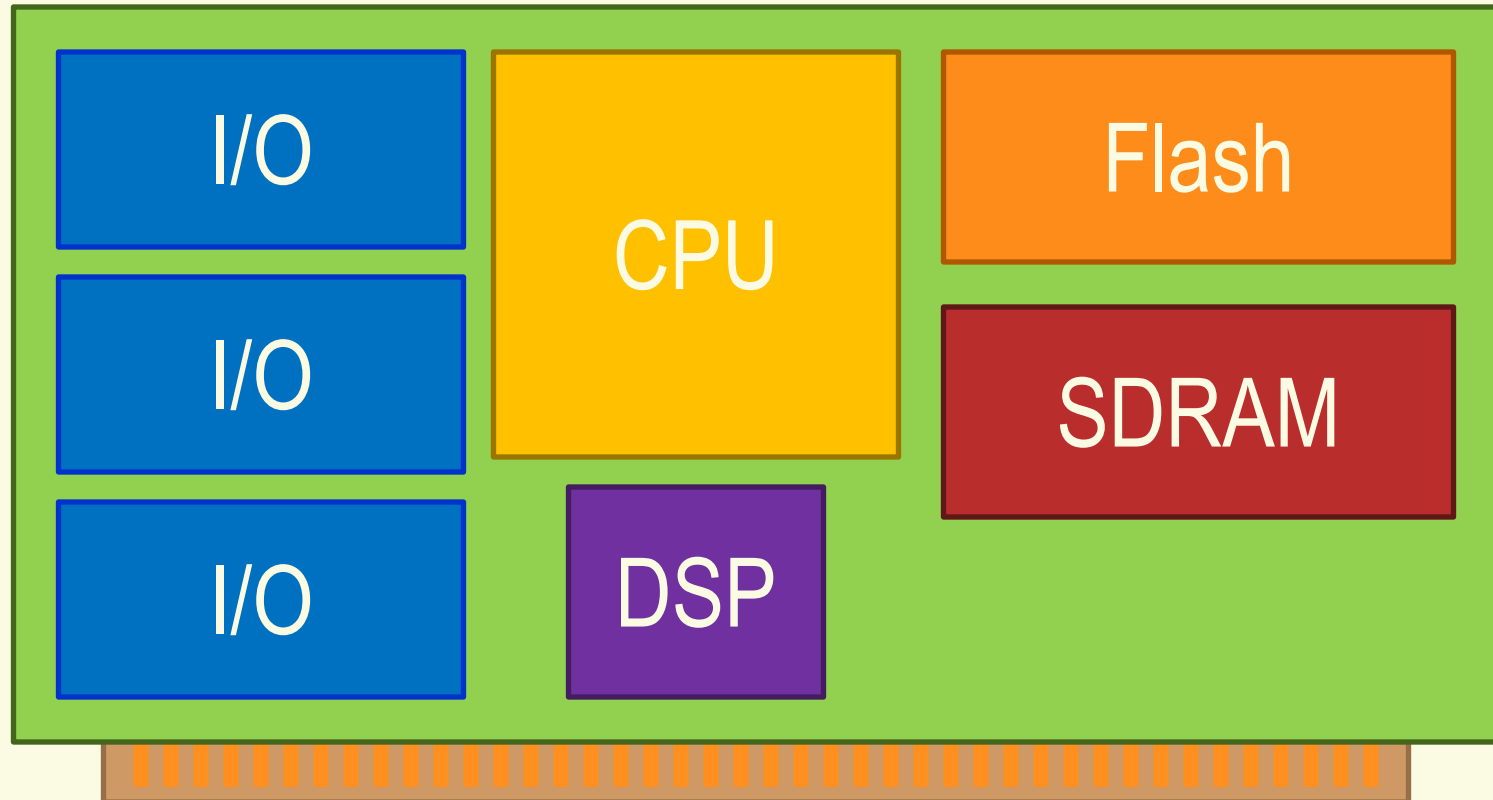 I/O
I/O
I/O
CPU
DSP
Flash
SDRAM